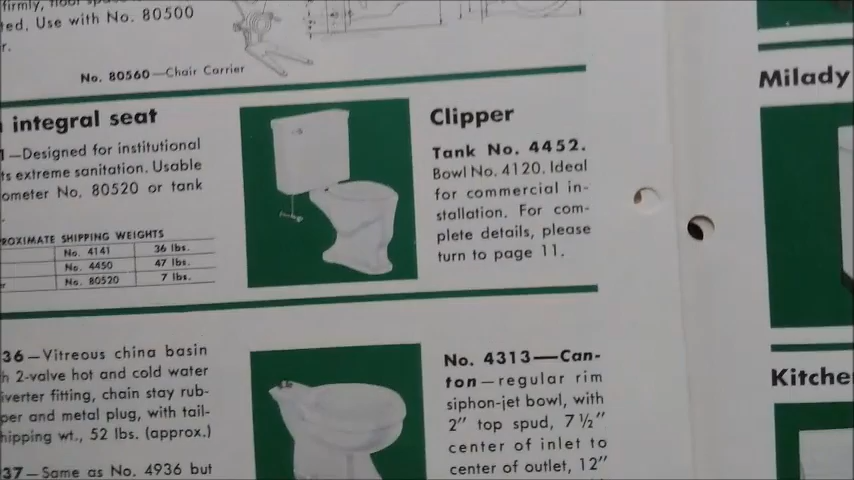 firmly, floor
ted. Use with No. 80500
r.
No. 80560—Chair Carrier
integral seat
—Designed for institutional
ts extreme sanitation. Usable
ometer No. 80520 or tank
.
ROXIMATE SHIPPING WEIGHTS
No. 4141 36 lbs.
No. 4450 47 lbs.
No. 80520 7 lbs.
Clipper
Tank No. 4452.
Bowl No. 4120. Ideal
for commercial in-
stallation. For com-
plete details, please
turn to page 11.
36—Vitreous china basin
h 2-valve hot and cold water
iverter fitting, chain stay rub-
per and metal plug, with tail-
hipping wt., 52 lbs. (approx.)
37—Same as No. 4936 but
No. 4313—Can-
ton—regular rim
siphon-jet bowl, with
2" top spud, 7½"
center of inlet to
center of outlet, 12"
Milady
Kitche